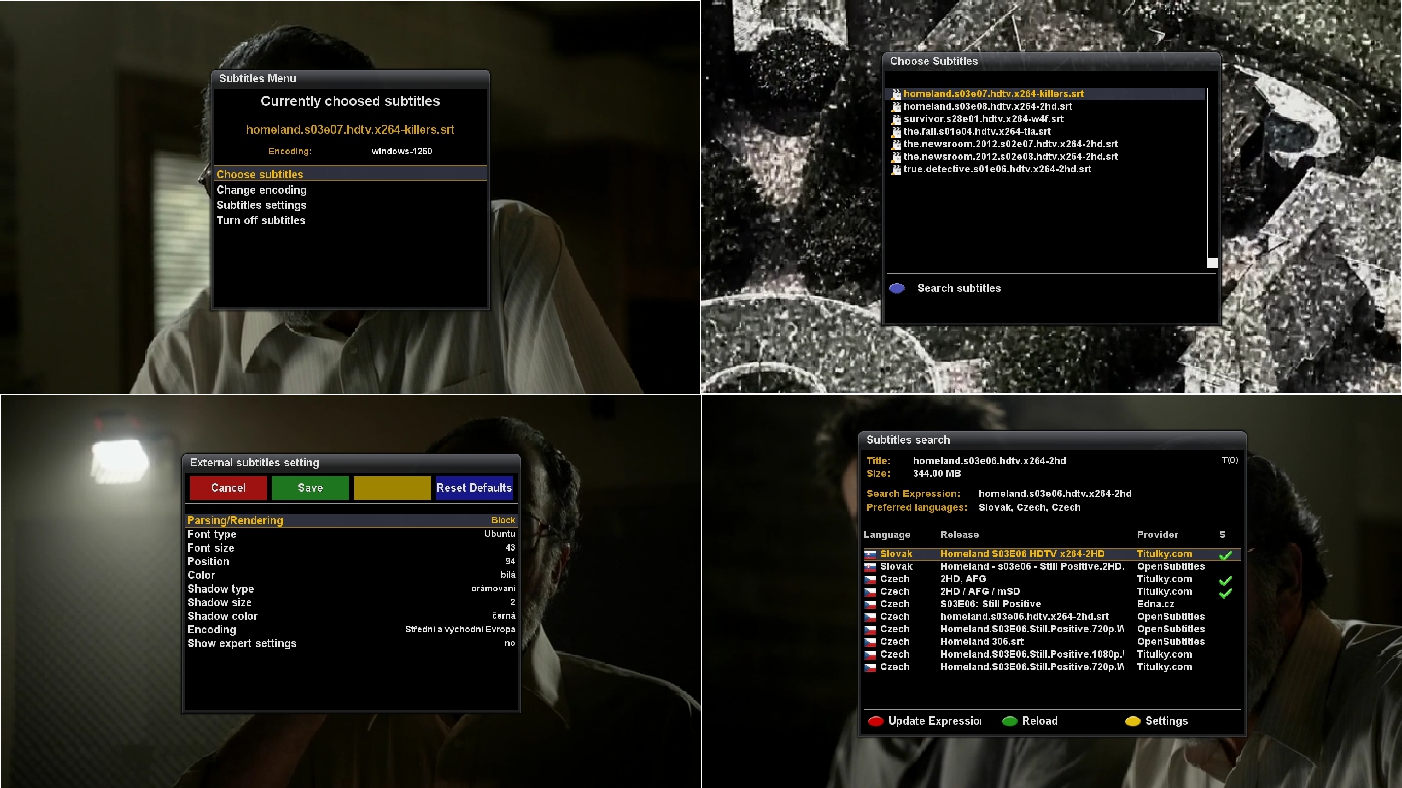 Subtitles Menu
Currently choosed subtitles
homeland.s03e07.hdtv.x264-killers.srt
Encoding: windows-1250
Choose subtitles
Change encoding
Subtitles settings
Turn off subtitles
Choose Subtitles
homeland.s03e07.hdtv.x264-killers.srt
homeland.s03e08.hdtv.x264-2hd.srt
survivor.s28e01.hdtv.x264-w4f.srt
the.fall.s01e04.hdtv.x264-tla.srt
the.newsroom.2012.s02e07.hdtv.x264-2hd.srt
the.newsroom.2012.s02e08.hdtv.x264-2hd.srt
true.detective.s01e06.hdtv.x264-2hd.srt
Search subtitles
External subtitles setting
Cancel Save Reset Defaults
Parsing/Rendering Block
Font type Ubuntu
Font size 43
Position 94
Color bílá
Shadow type orámování
Shadow size 2
Shadow color černá
Encoding Střední a východní Evropa
Show expert settings no
Subtitles search
Title: homeland.s03e06.hdtv.x264-2hd T(0)
Size: 344.00 MB
Search Expression: homeland.s03e06.hdtv.x264-2hd
Preferred languages: Slovak, Czech, Czech
Language Release Provider S
Slovak Homeland S03E06 HDTV x264-2HD Titulky.com
Slovak Homeland - s03e06 - Still Positive.2HD. OpenSubtitles
Czech 2HD, AFG Titulky.com
Czech 2HD / AFG / mSD Titulky.com
Czech S03E06: Still Positive Edna.cz
Czech homeland.s03e06.hdtv.x264-2hd.srt OpenSubtitles
Czech Homeland.S03E06.Still.Positive.720p.W OpenSubtitles
Czech Homeland 306.srt OpenSubtitles
Czech Homeland.S03E06.Still.Positive.1080p. Titulky.com
Czech Homeland.S03E06.Still.Positive.720p.W Titulky.com
Update Expression Reload Settings